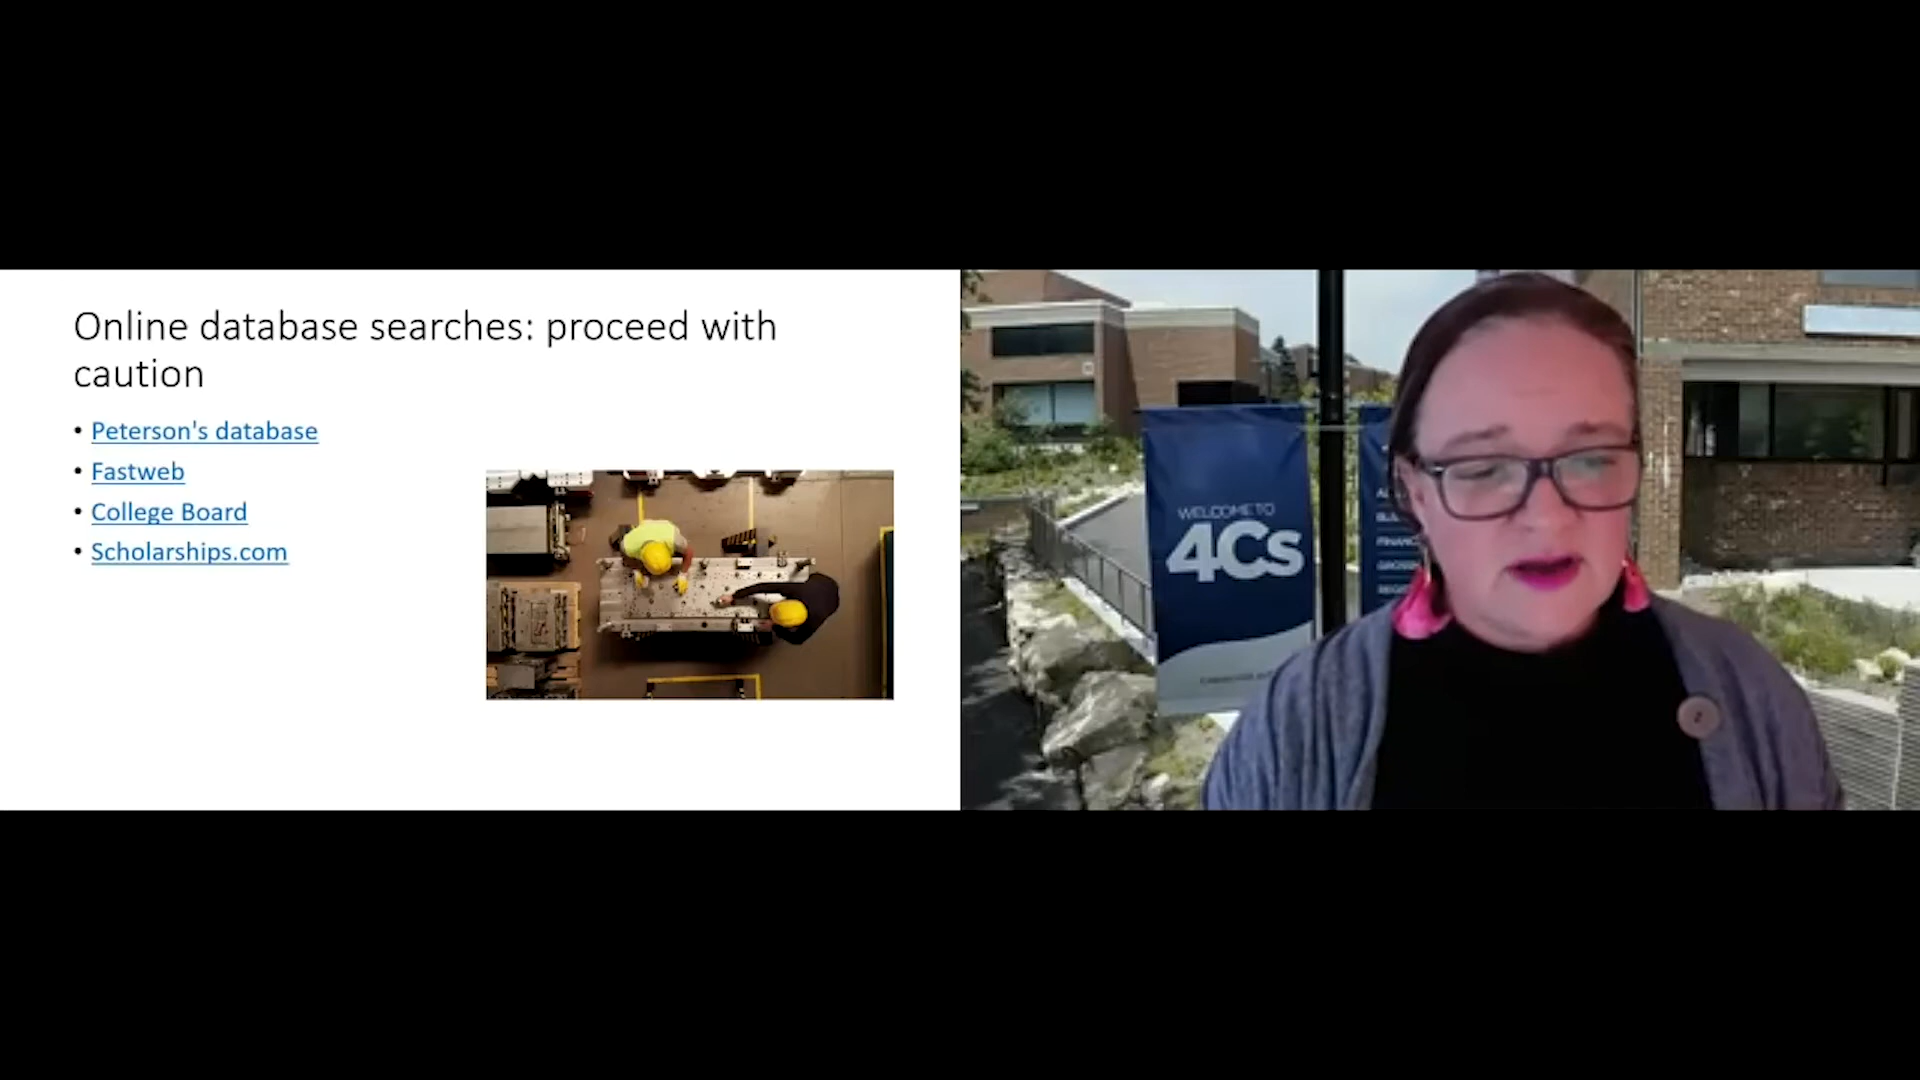 Online database searches: proceed with
caution
• Peterson's database
• Fastweb
• College Board
• Scholarships.com
WELCOME TO
4Cs